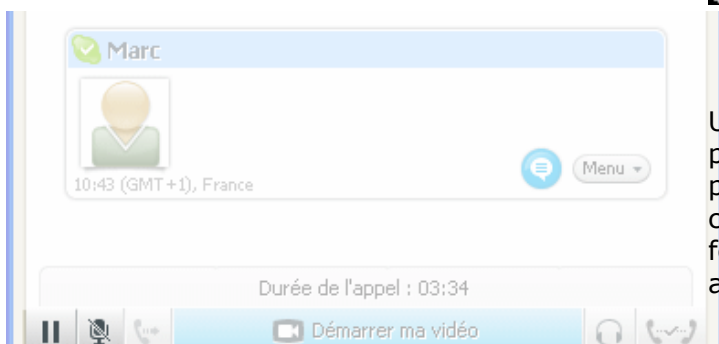 Marc
10:43 (GMT+1), France
Menu
Durée de l'appel : 03:34
Démarrer ma vidéo